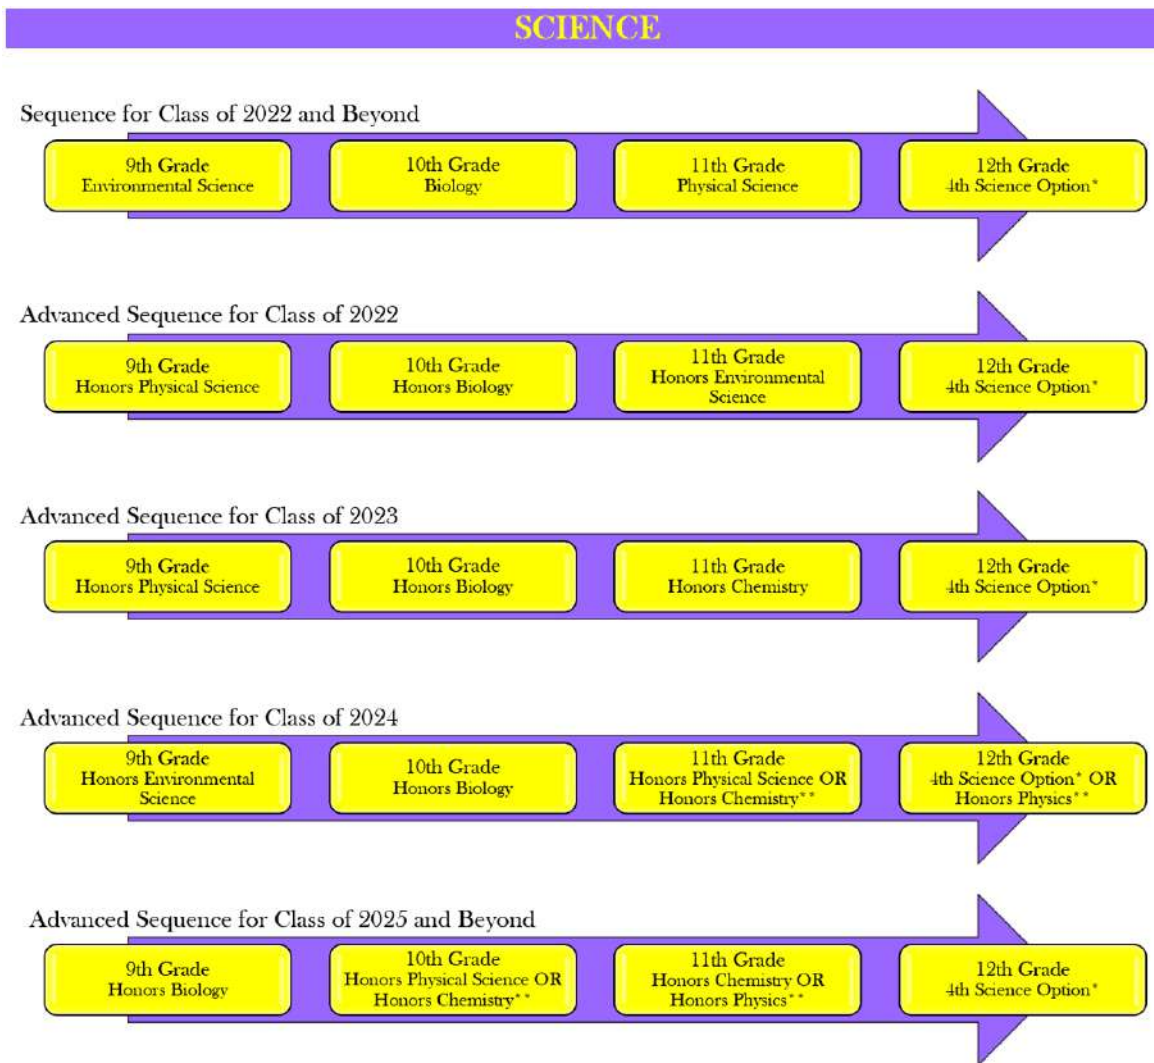 SCIENCE
Sequence for Class of 2022 and Beyond
9th Grade
Environmental Science
10th Grade
Biology
11th Grade
Physical Science
12th Grade
4th Science Option*
Advanced Sequence for Class of 2022
9th Grade
Honors Physical Science
10th Grade
Honors Biology
11th Grade
Honors Environmental
Science
12th Grade
4th Science Option*
Advanced Sequence for Class of 2023
9th Grade
Honors Physical Science
10th Grade
Honors Biology
11th Grade
Honors Chemistry
12th Grade
4th Science Option*
Advanced Sequence for Class of 2024
9th Grade
Honors Environmental
Science
10th Grade
Honors Biology
11th Grade
Honors Physical Science OR
Honors Chemistry**
12th Grade
4th Science Option* OR
Honors Physics**
Advanced Sequence for Class of 2025 and Beyond
9th Grade
Honors Biology
10th Grade
Honors Physical Science OR
Honors Chemistry**
11th Grade
Honors Chemistry OR
Honors Physics**
12th Grade
4th Science Option*